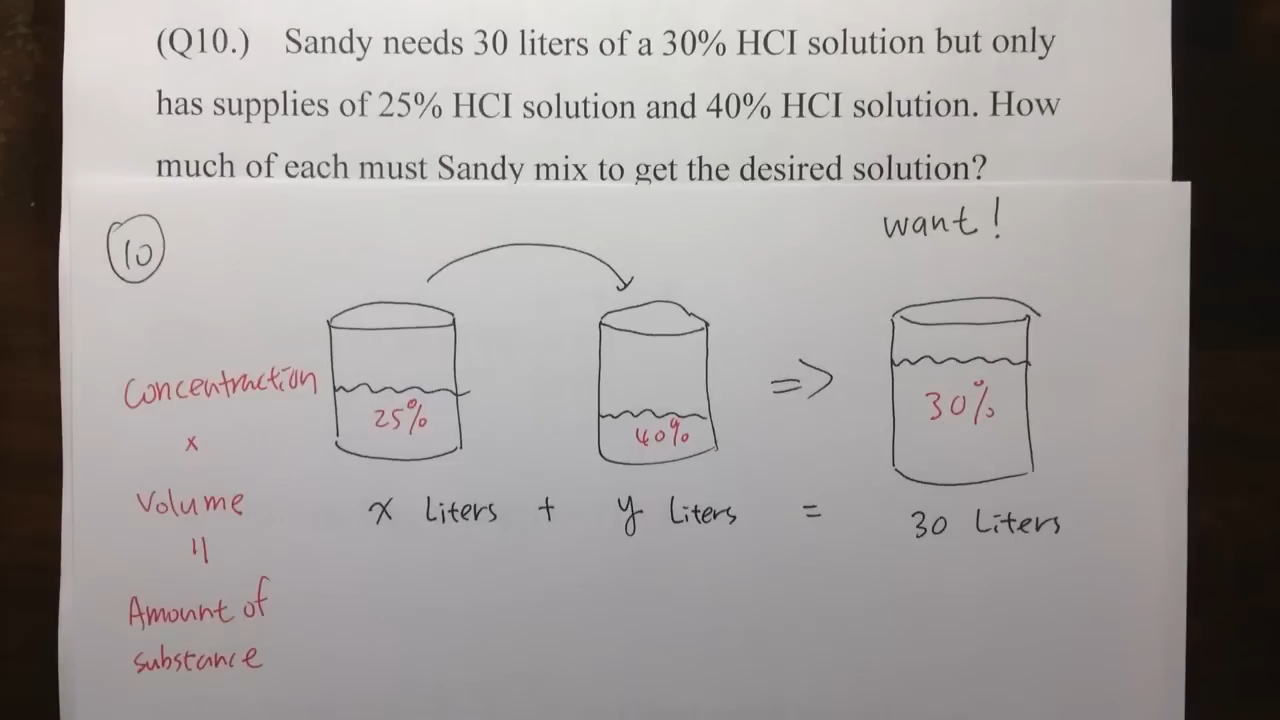 (Q10.) Sandy needs 30 liters of a 30% HCI solution but only
has supplies of 25% HCI solution and 40% HCI solution. How
much of each must Sandy mix to get the desired solution?
10
want!
Concentraction
25%
40%
=>
30%
x
Volume
x Liters + y Liters = 30 Liters
=
Amount of
substance